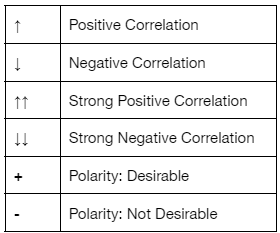 ↑ Positive Correlation
↓ Negative Correlation
↑↑ Strong Positive Correlation
↓↓ Strong Negative Correlation
+ Polarity: Desirable
- Polarity: Not Desirable